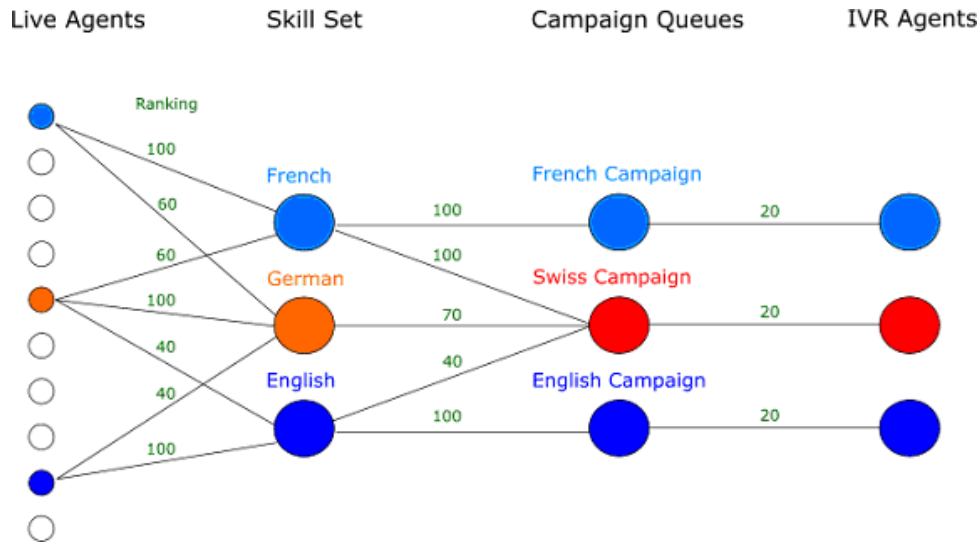 Live Agents
Skill Set
Campaign Queues
IVR Agents
Ranking
100
60
60
100
40
40
100
French
German
English
100
100
70
40
100
French Campaign
Swiss Campaign
English Campaign
20
20
20